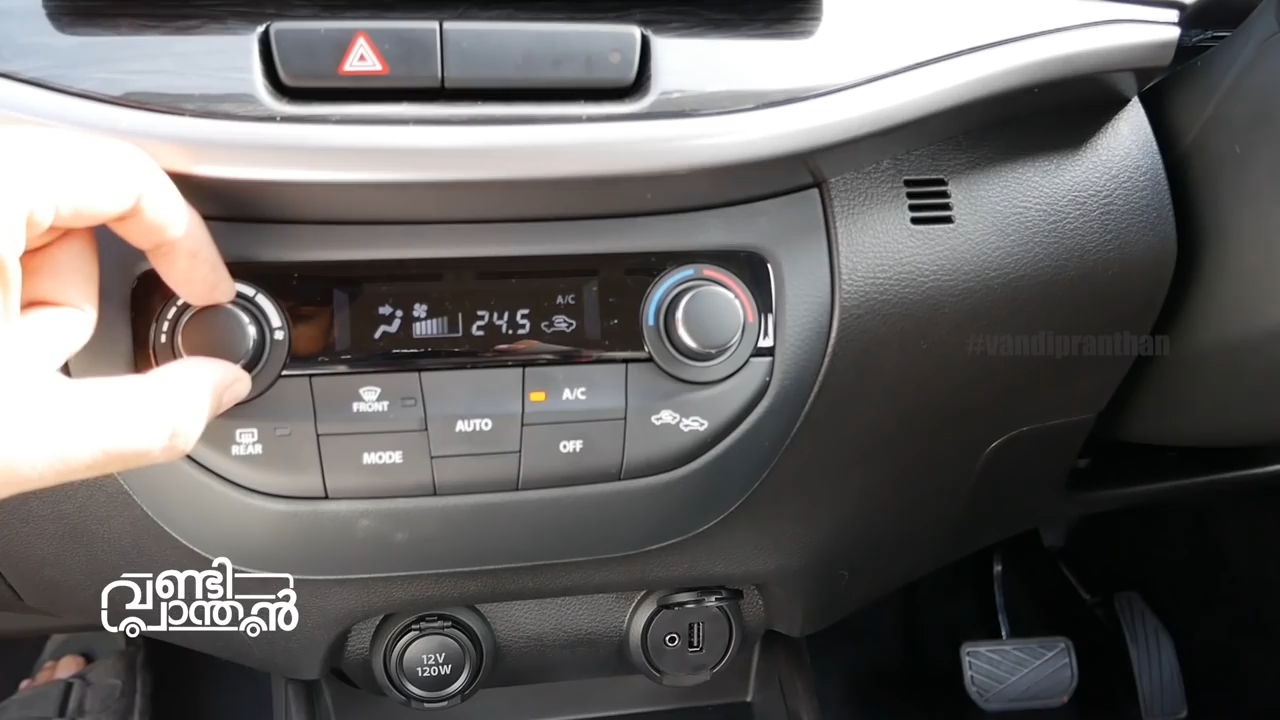 A/C
24.5
FRONT
A/C
AUTO
REAR
MODE
OFF
#vandipranthan
വണ്ടി
പ്രാന്തൻ
12V
120W